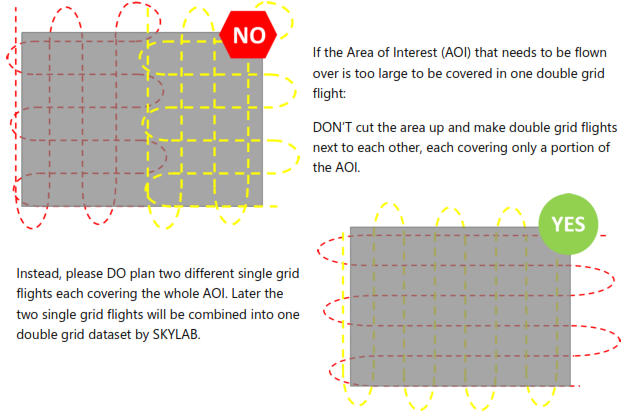 NO
If the Area of Interest (AOI) that needs to be flown
over is too large to be covered in one double grid
flight:
DON'T cut the area up and make double grid flights
next to each other, each covering only a portion of
the AOI.
YES
Instead, please DO plan two different single grid
flights each covering the whole AOI. Later the
two single grid flights will be combined into one
double grid dataset by SKYLAB.